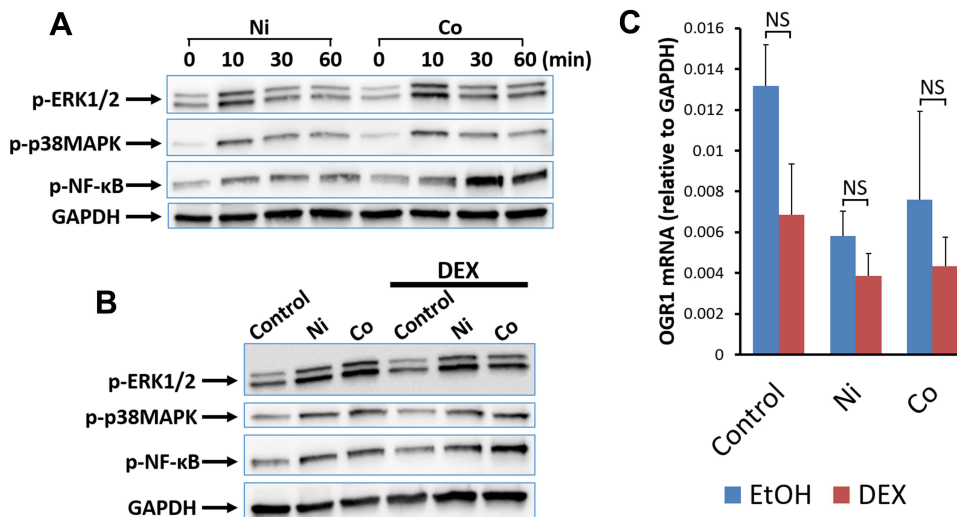 A
Ni
Co
0 10 30 60 0 10 30 60 (min)
p-ERK1/2
p-p38MAPK
p-NF-κB
GAPDH
B
DEX
Control Ni Co Control Ni Co
p-ERK1/2
p-p38MAPK
p-NF-κB
GAPDH
C
OGR1 mRNA (relative to GAPDH)
0.016
0.014
0.012
0.01
0.008
0.006
0.004
0.002
0
NS
NS
NS
Control
Ni
Co
EtOH DEX